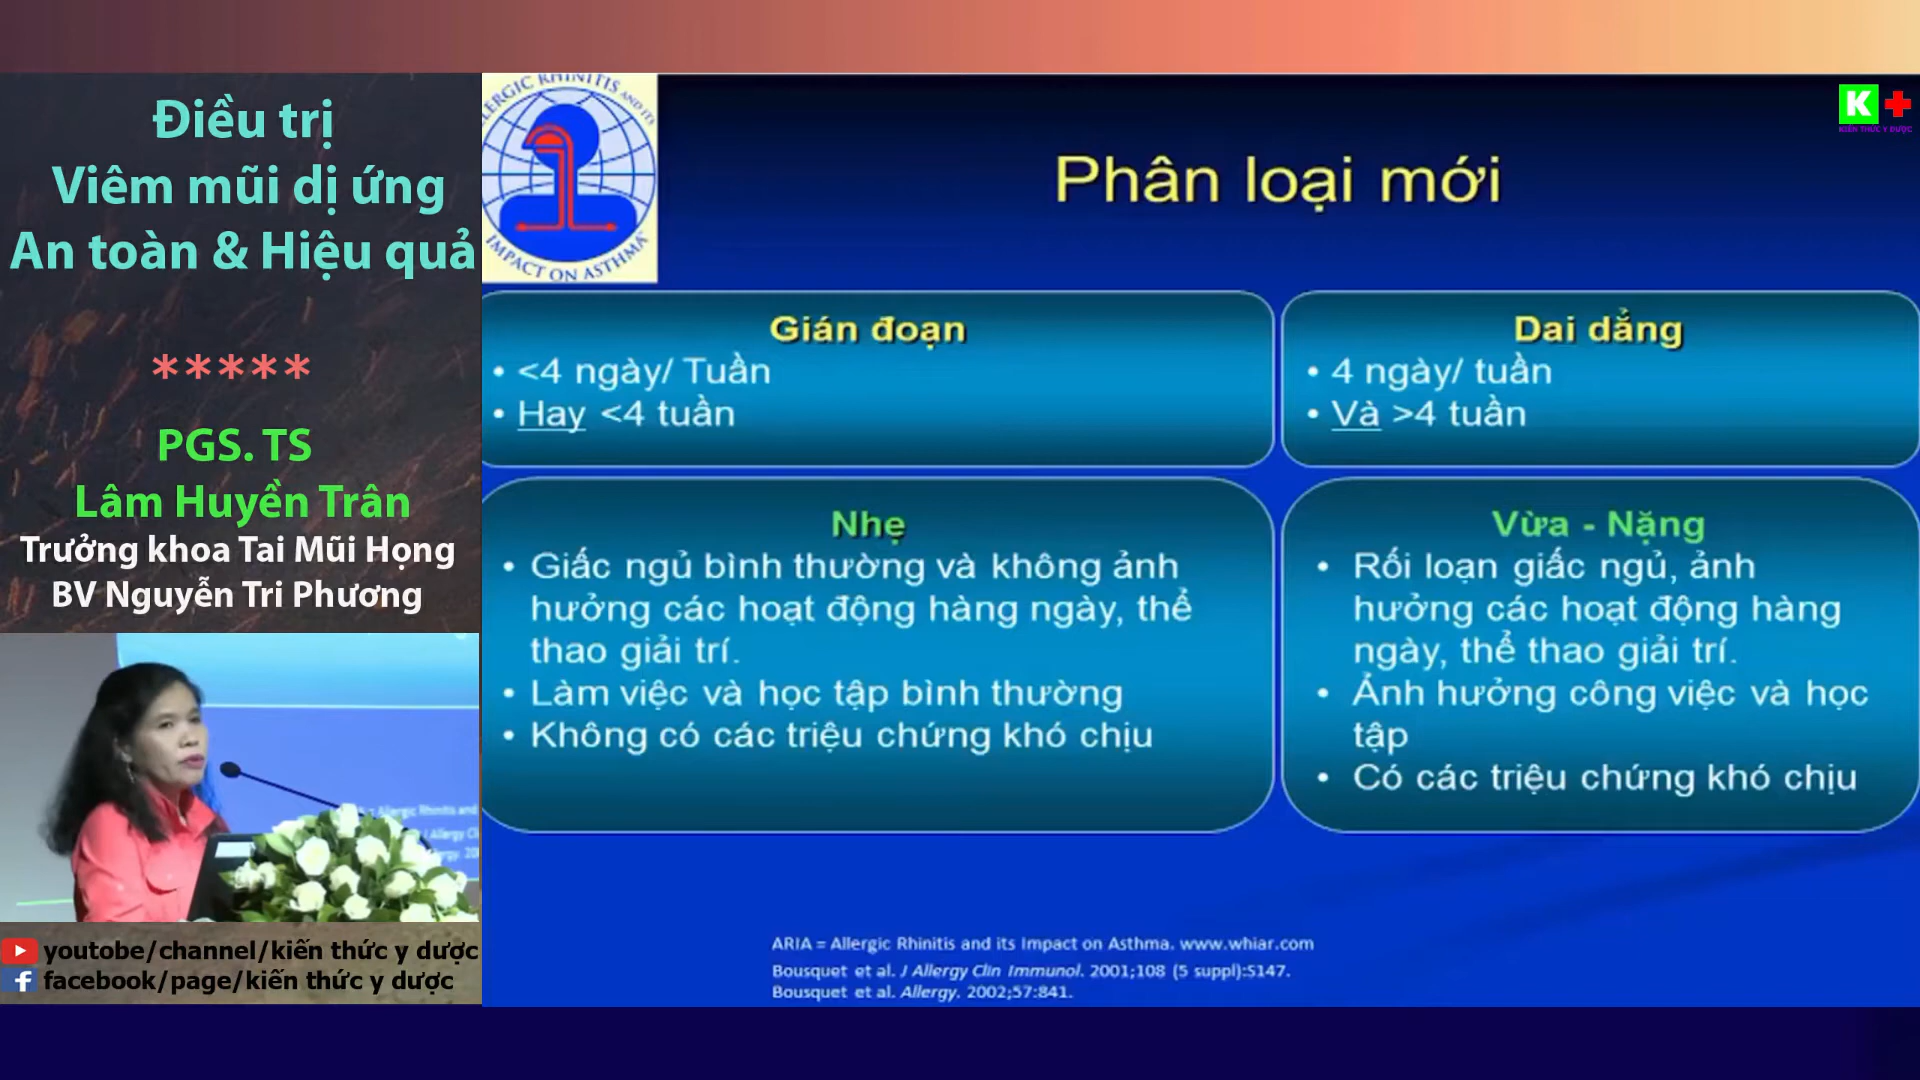 Điều trị
Viêm mũi dị ứng
An toàn & Hiệu quả
*****
PGS. TS
Lâm Huyền Trân
Trưởng khoa Tai Mũi Họng
BV Nguyễn Tri Phương
youtobe/channel/kiến thức y dược
facebook/page/kiến thức y dược
ALLERGIC RHINITIS AND ITS
IMPACT ON ASTHMA
K
KIẾN THỨC Y DƯỢC
Phân loại mới
Gián đoạn
• <4 ngày/ Tuần
• Hay <4 tuần
Dai dẳng
• 4 ngày/ tuần
• Và >4 tuần
Nhẹ
• Giấc ngủ bình thường và không ảnh
hưởng các hoạt động hàng ngày, thể
thao giải trí.
• Làm việc và học tập bình thường
• Không có các triệu chứng khó chịu
Vừa - Nặng
• Rối loạn giấc ngủ, ảnh
hưởng các hoạt động hàng
ngày, thể thao giải trí.
• Ảnh hưởng công việc và học
tập
• Có các triệu chứng khó chịu
ARIA = Allergic Rhinitis and its Impact on Asthma. www.whiar.com
Bousquet et al. J Allergy Clin Immunol. 2001;108 (5 suppl):S147.
Bousquet et al. Allergy. 2002;57:841.